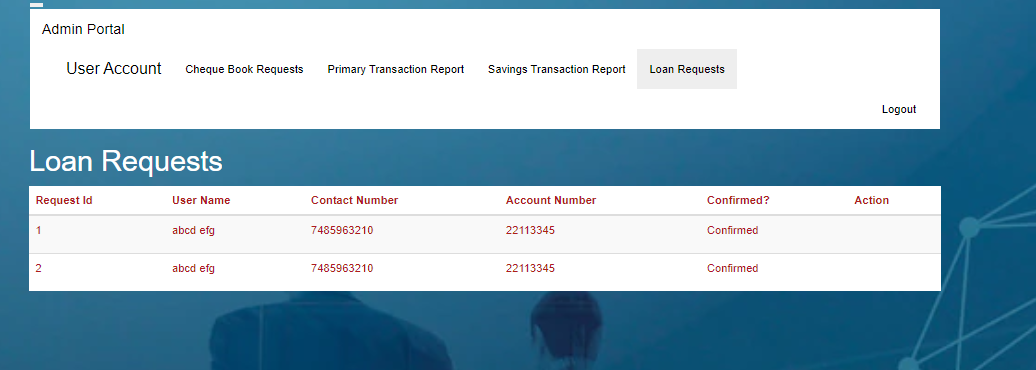 Admin Portal
User Account Cheque Book Requests Primary Transaction Report Savings Transaction Report Loan Requests
Logout
Loan Requests
Request Id User Name Contact Number Account Number Confirmed? Action
1 abcd efg 7485963210 22113345 Confirmed
2 abcd efg 7485963210 22113345 Confirmed